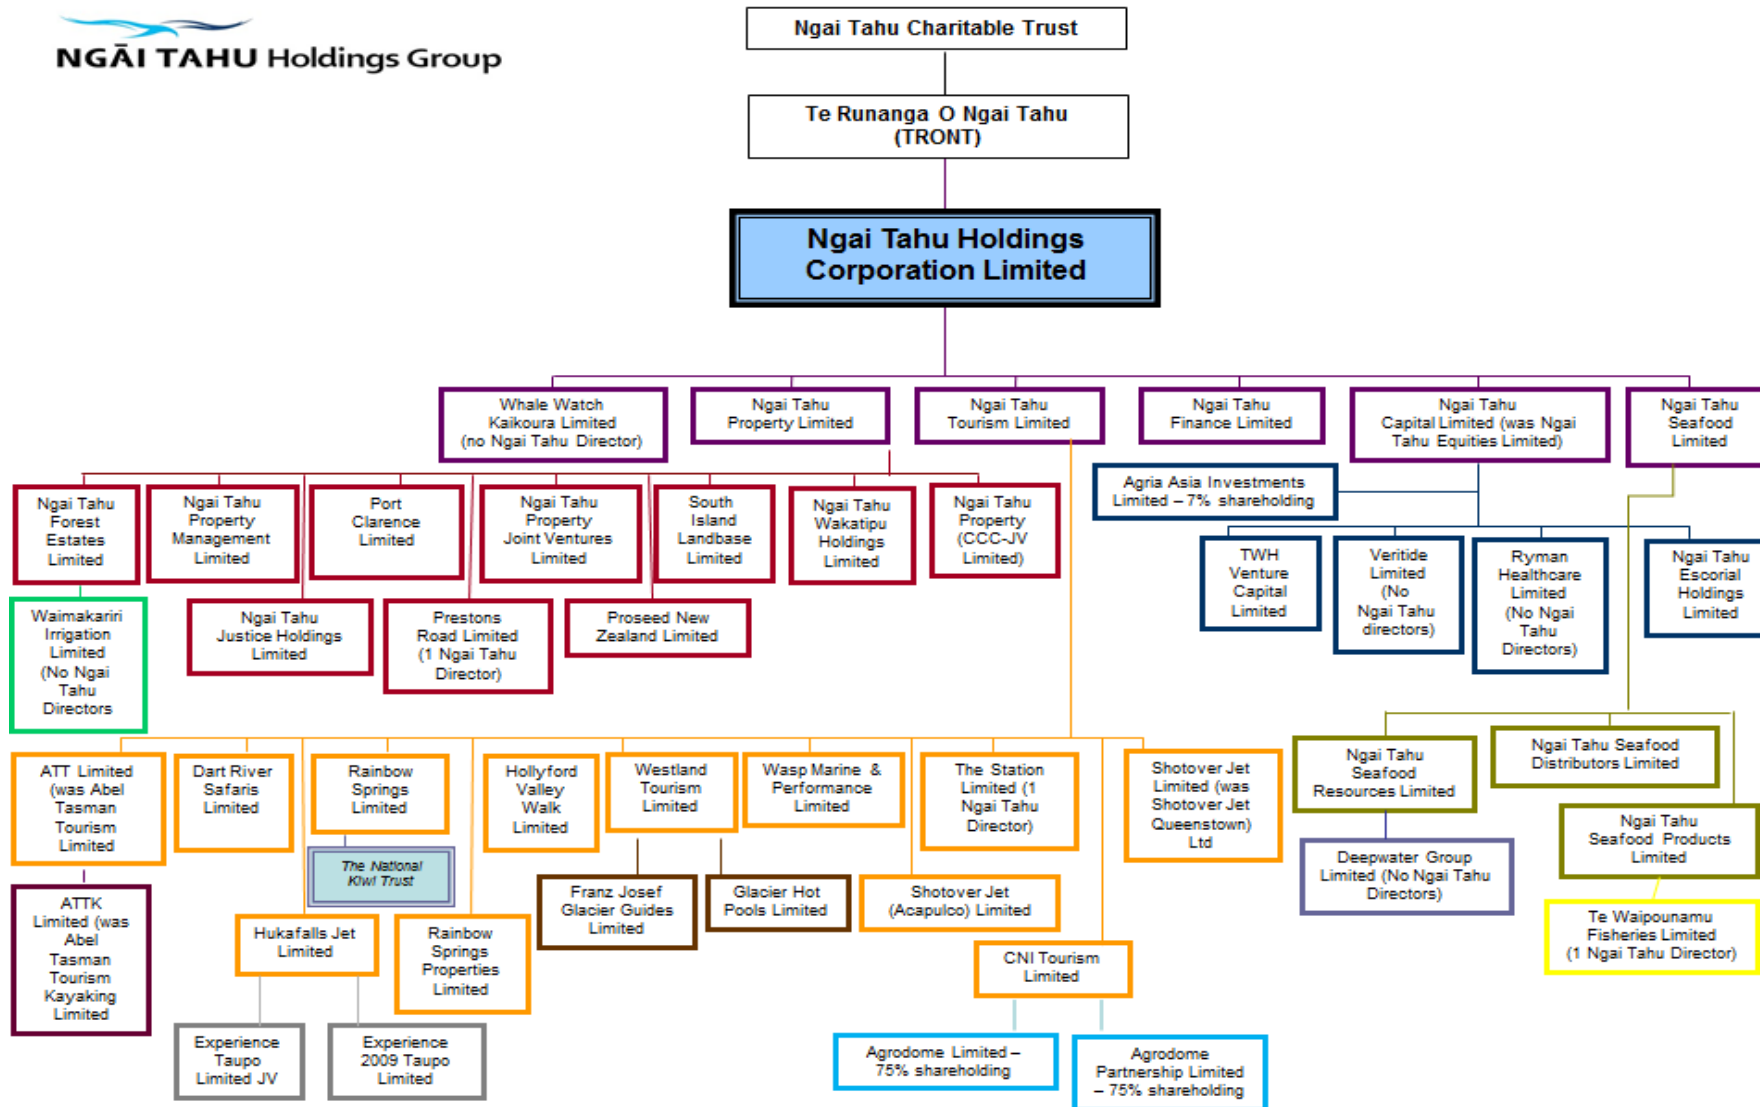 NGĀI TAHU Holdings Group
Ngai Tahu Charitable Trust
Te Runanga O Ngai Tahu
(TRONT)
Ngai Tahu Holdings
Corporation Limited
Whale Watch
Kaikoura Limited
(no Ngai Tahu Director)
Ngai Tahu
Property Limited
Ngai Tahu
Tourism Limited
Ngai Tahu
Finance Limited
Ngai Tahu
Capital Limited (was Ngai
Tahu Equities Limited)
Ngai Tahu
Seafood
Limited
Agria Asia Investments
Limited – 7% shareholding
Ngai Tahu
Forest
Estates
Limited
Ngai Tahu
Property
Management
Limited
Port
Clarence
Limited
Ngai Tahu
Property
Joint Ventures
Limited
South
Island
Landbase
Limited
Ngai Tahu
Wakatipu
Holdings
Limited
Ngai Tahu
Property
(CCC-JV
Limited)
TWH
Venture
Capital
Limited
Veritide
Limited
(No
Ngai Tahu
directors)
Ryman
Healthcare
Limited
(No Ngai
Tahu
Directors)
Ngai Tahu
Escorial
Holdings
Limited
Waimakariri
Irrigation
Limited
(No Ngai
Tahu
Directors
Ngai Tahu
Justice Holdings
Limited
Prestons
Road Limited
(1 Ngai Tahu
Director)
Proseed New
Zealand Limited
ATT Limited
(was Abel
Tasman
Tourism
Limited
Dart River
Safaris
Limited
Rainbow
Springs
Limited
Hollyford
Valley
Walk
Limited
Westland
Tourism
Limited
Wasp Marine &
Performance
Limited
The Station
Limited (1
Ngai Tahu
Director)
Shotover Jet
Limited (was
Shotover Jet
Queenstown)
Ltd
Ngai Tahu
Seafood
Resources Limited
Ngai Tahu Seafood
Distributors Limited
Ngai Tahu
Seafood Products
Limited
The National
Kiwi Trust
ATTK
Limited (was
Abel
Tasman
Tourism
Kayaking
Limited
Hukafalls Jet
Limited
Rainbow
Springs
Properties
Limited
Franz Josef
Glacier Guides
Limited
Glacier Hot
Pools Limited
Shotover Jet
(Acapulco) Limited
CNI Tourism
Limited
Deepwater Group
Limited (No Ngai Tahu
Directors)
Te Waipounamu
Fisheries Limited
(1 Ngai Tahu Director)
Experience
Taupo
Limited JV
Experience
2009 Taupo
Limited
Agrodome Limited –
75% shareholding
Agrodome
Partnership Limited
– 75% shareholding